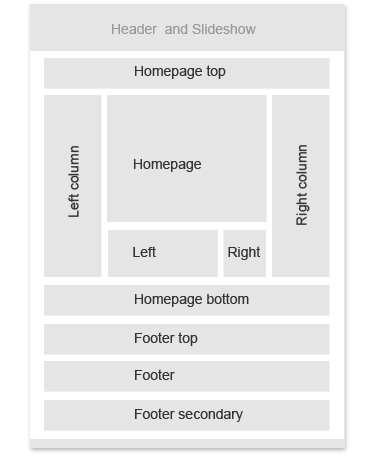 Header and Slideshow
Homepage top
Left column
Homepage
Right column
Left
Right
Homepage bottom
Footer top
Footer
Footer secondary